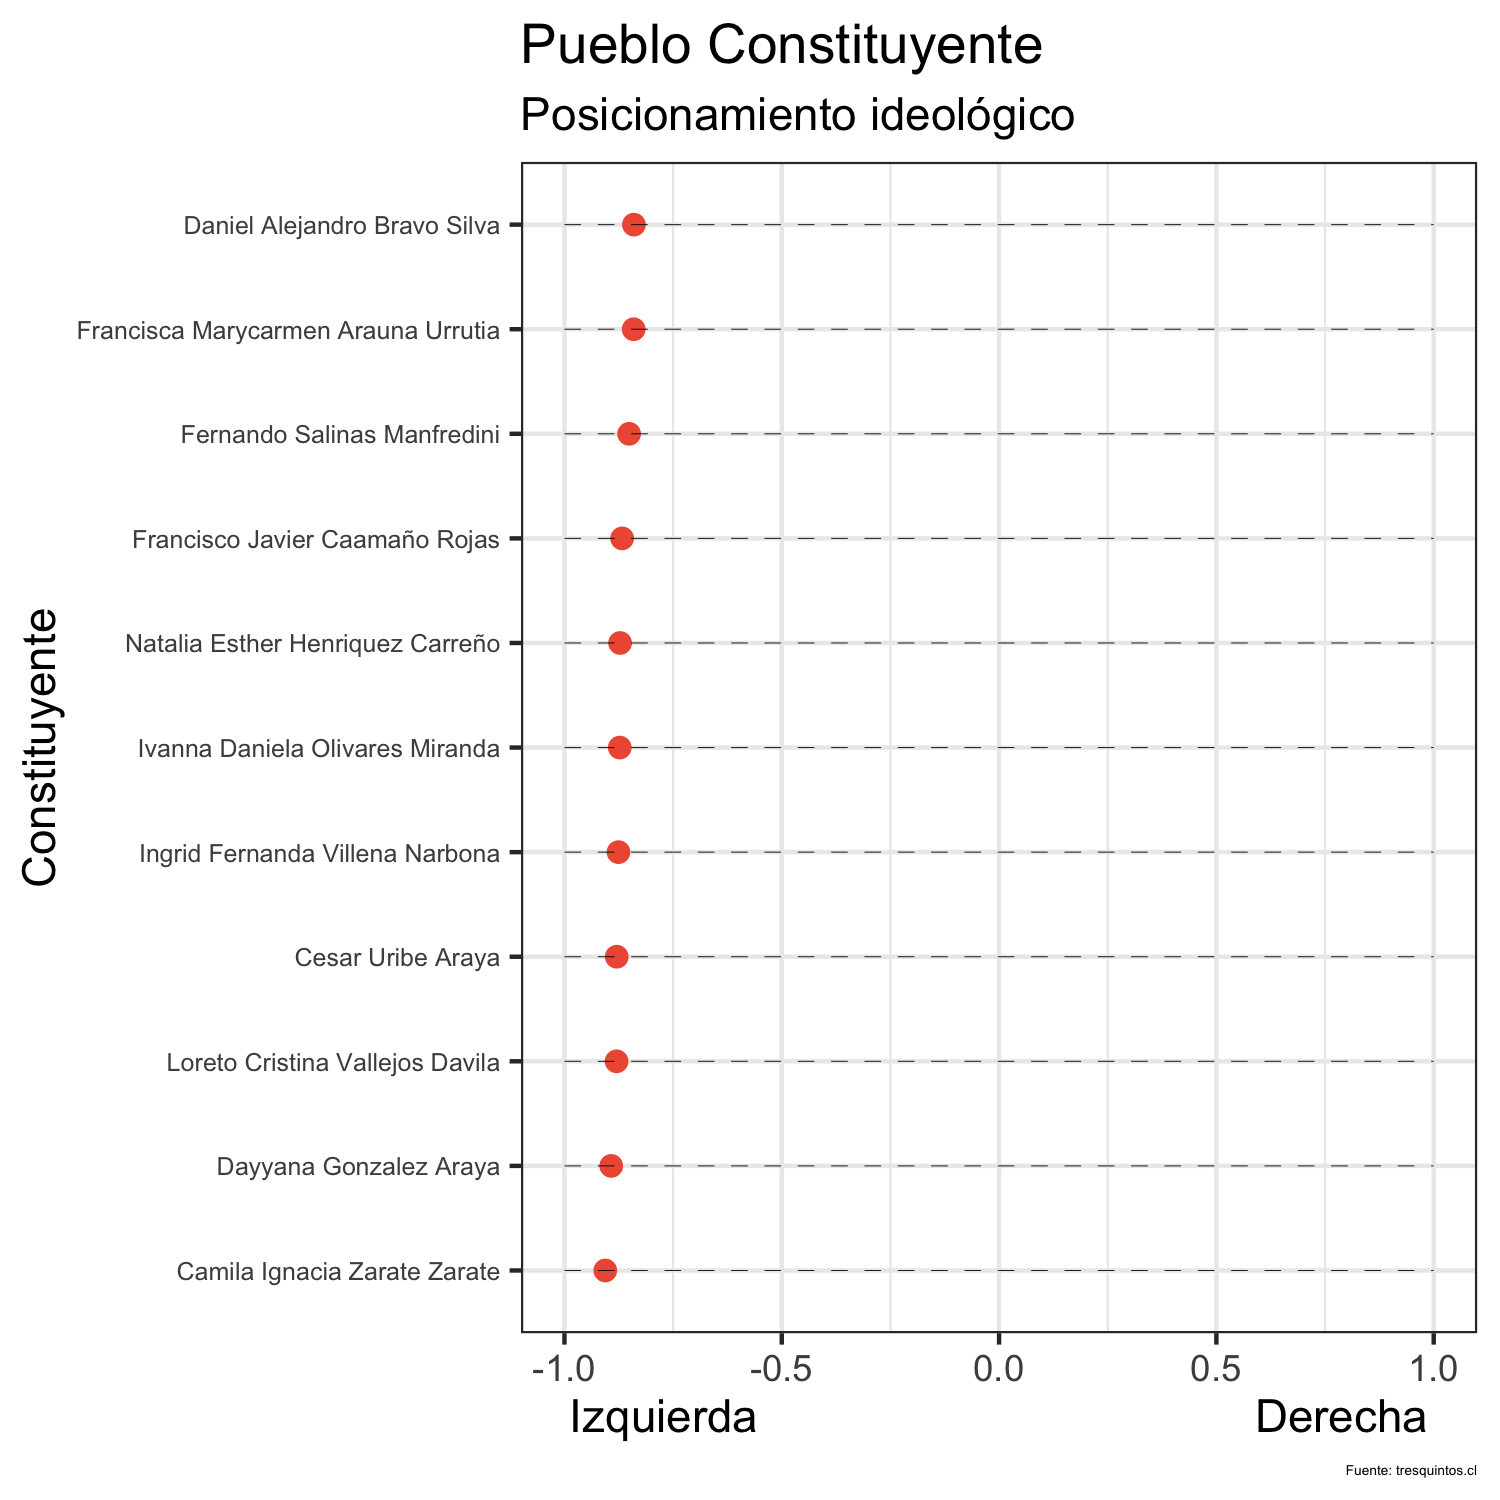 Pueblo Constituyente
Posicionamiento ideológico
Constituyente
Daniel Alejandro Bravo Silva
Francisca Marycarmen Arauna Urrutia
Fernando Salinas Manfredini
Francisco Javier Caamaño Rojas
Natalia Esther Henriquez Carreño
Ivanna Daniela Olivares Miranda
Ingrid Fernanda Villena Narbona
Cesar Uribe Araya
Loreto Cristina Vallejos Davila
Dayyana Gonzalez Araya
Camila Ignacia Zarate Zarate
-1.0 -0.5 0.0 0.5 1.0
Izquierda Derecha
Fuente: tresquintos.cl